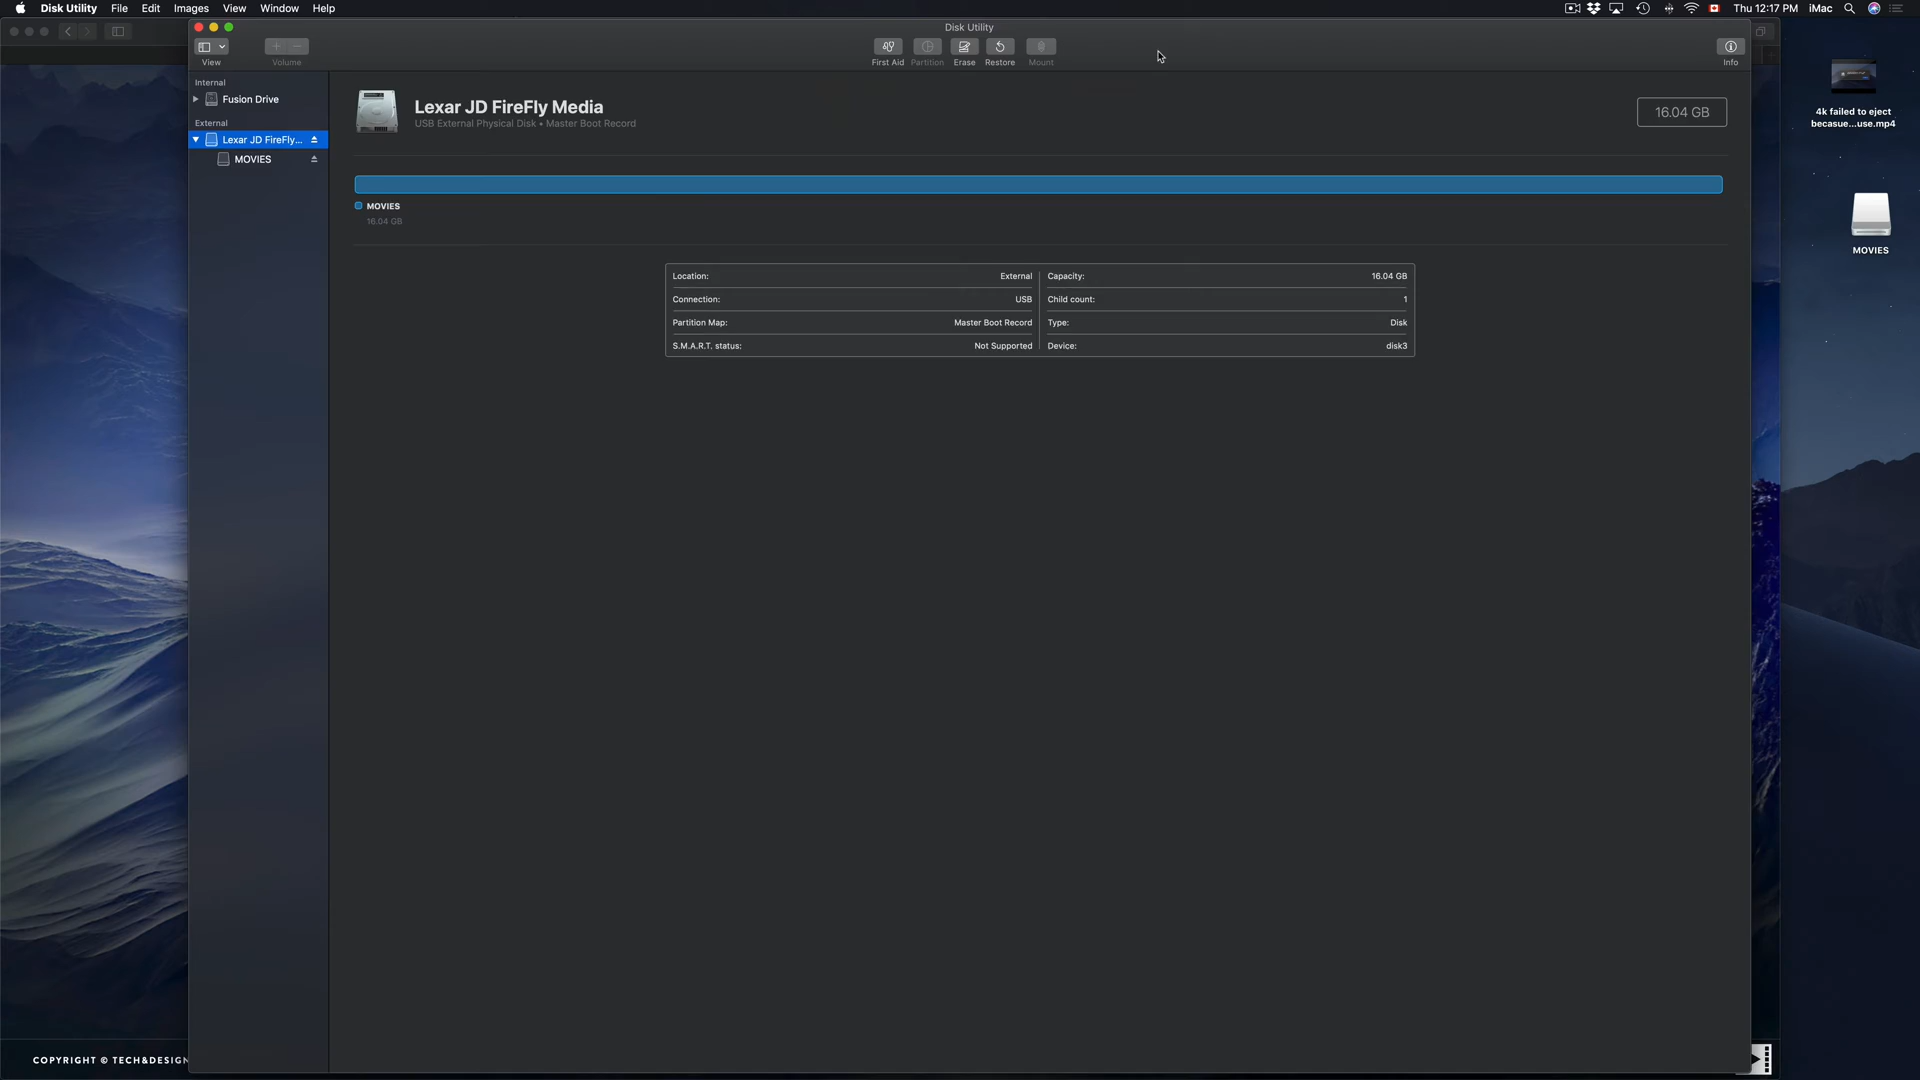 Disk Utility File Edit Images View Window Help Thu 12:17 PM iMac
Disk Utility
View Volume First Aid Partition Erase Restore Mount Info
Internal
Fusion Drive
External
Lexar JD FireFly...
MOVIES
Lexar JD FireFly Media
USB External Physical Disk • Master Boot Record
16.04 GB
MOVIES
16.04 GB
Location: External Capacity: 16.04 GB
Connection: USB Child count: 1
Partition Map: Master Boot Record Type: Disk
S.M.A.R.T. status: Not Supported Device: disk3
4k failed to eject
becasue...use.mp4
MOVIES
COPYRIGHT © TECH&DESIGN